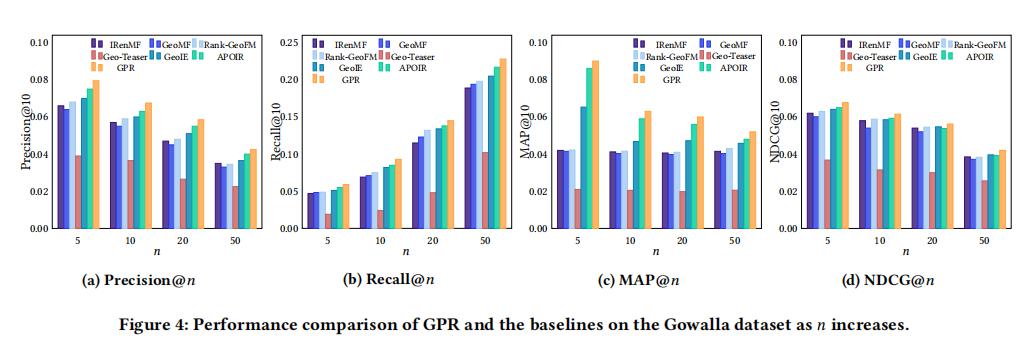 0.10
0.08
0.06
0.04
0.02
0.00
Precision@10
IRenMF GeoMF Rank-GeoFM
Geo-Teaser GeoIE APOIR
GPR
5 10 20 50
n
(a) Precision@n
0.25
0.20
0.15
0.10
0.05
0.00
Recall@10
IRenMF GeoMF
Rank-GeoFM Geo-Teaser
GeoIE APOIR
GPR
5 10 20 50
n
(b) Recall@n
0.10
0.08
0.06
0.04
0.02
0.00
MAP@10
IRenMF GeoMF
Rank-GeoFM Geo-Teaser
GeoIE APOIR
GPR
5 10 20 50
n
(c) MAP@n
0.10
0.08
0.06
0.04
0.02
0.00
NDCG@10
IRenMF GeoMF Rank-GeoFM
Geo-Teaser GeoIE APOIR
GPR
5 10 20 50
n
(d) NDCG@n
Figure 4: Performance comparison of GPR and the baselines on the Gowalla dataset as n increases.